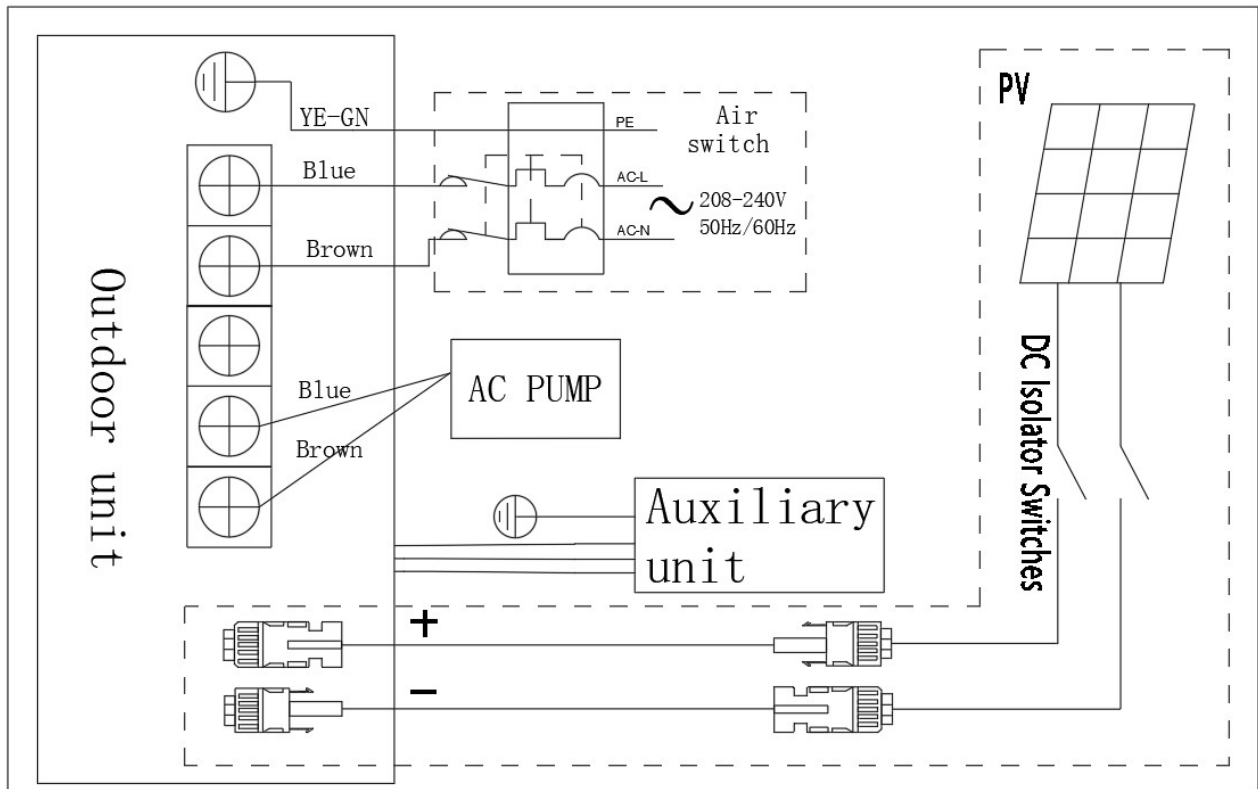 PV
YE-GN
PE
Air
switch
Blue
AC-L
208-240V
50Hz/60Hz
Brown
AC-N
Outdoor unit
AC PUMP
Blue
Brown
DC Isolator Switches
Auxiliary
unit
+
−